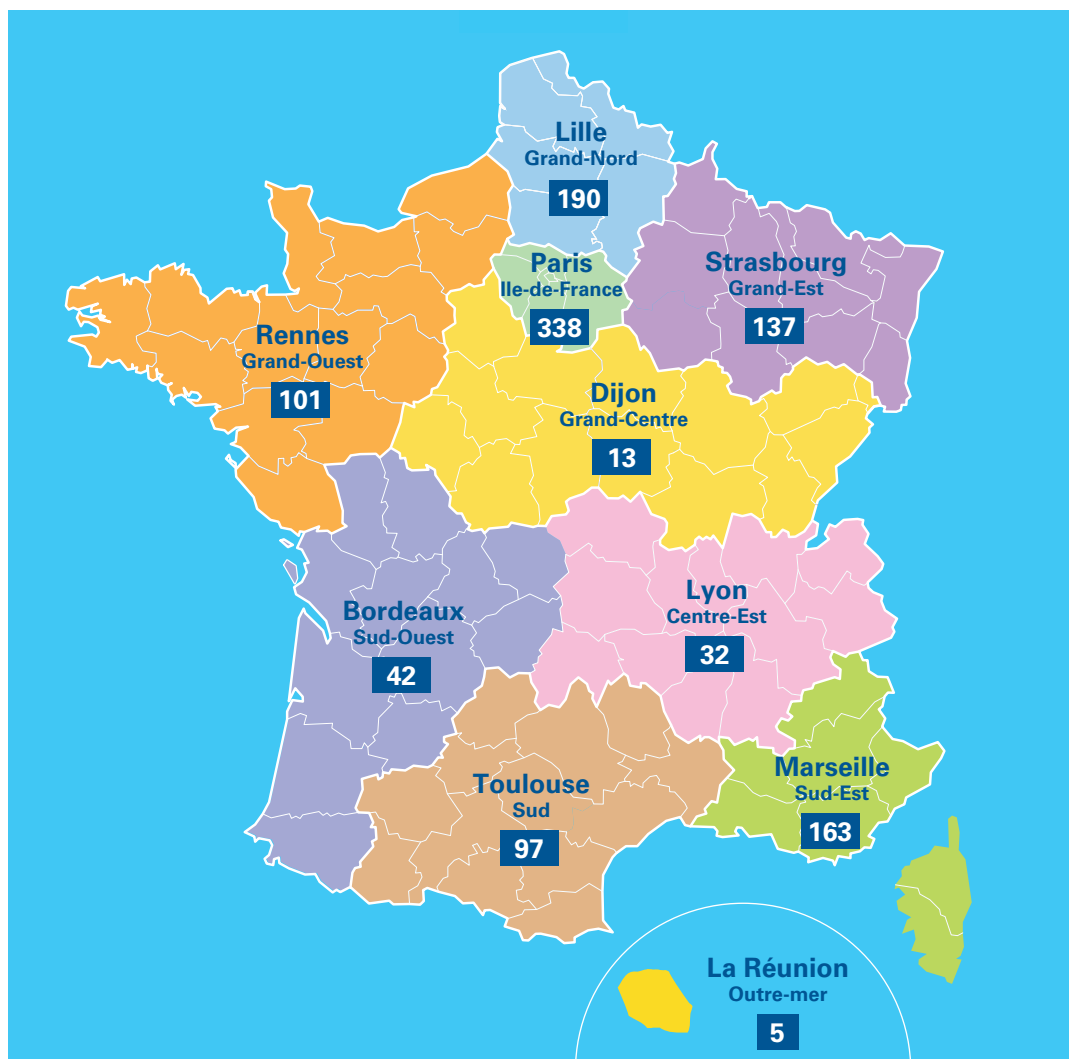 Lille
Grand-Nord
190
Paris
Ile-de-France
338
Strasbourg
Grand-Est
137
Rennes
Grand-Ouest
101
Dijon
Grand-Centre
13
Bordeaux
Sud-Ouest
42
Lyon
Centre-Est
32
Toulouse
Sud
97
Marseille
Sud-Est
163
La Réunion
Outre-mer
5